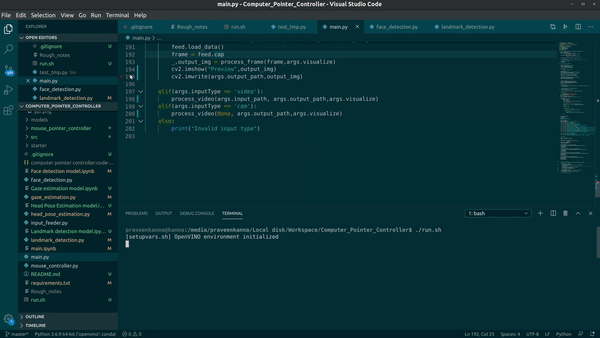 main.py - Computer_Pointer_Controller - Visual Studio Code
File Edit Selection View Go Run Terminal Help
EXPLORER
OPEN EDITORS
.gitignore U
Rough_notes
run.sh U
test_tmp.py
main.py
face_detection.py U
landmark_detection.py M
COMPUTER_POINTER_CONTROLLER
models
mouse_pointer_controller
src
starter
.gitignore U
computer pointer controller.code-
Face detection model.ipynb M
face_detection.py U
Gaze estimation model.ipynb U
gaze_estimation.py M
Head Pose Estimation mod
head_pose_estimation.py M
input_feeder.py
Landmark detection model.ipynb U
landmark_detection.py M
main.ipynb M
main.py
mouse_controller.py
README.md U
requirements.txt M
Rough_notes
run.sh U
OUTLINE
TIMELINE
.gitignore U
Rough_notes
run.sh U
test_tmp.py U
main.py
face_detection.py U
landmark_detection.py U
main.py > ...
191 feed.load_data()
192 frame = feed.cap
193 _,output_img = process_frame(frame,args.visualize)
194 cv2.imshow("Preview",output_img)
195 cv2.imwrite(args.output_path,output_img)
196
197 elif(args.inputType == 'video'):
198 process_video(args.input_path, args.output_path,args.visualize)
199 elif(args.inputType == 'cam'):
200 process_video(None, args.output_path,args.visualize)
201 else:
202 print("Invalid input type")
203
PROBLEMS OUTPUT DEBUG CONSOLE TERMINAL
1: bash
praveenkanna@kanna:/media/praveenkanna/Local disk/Workspace/Computer_Pointer_Controller$ ./run.sh
[setupvars.sh] OpenVINO environment initialized
master* Python 3.6.9 64-bit ('openvino': conda) 0 0
Ln 192, Col 25 Spaces: 4 UTF-8 LF Python